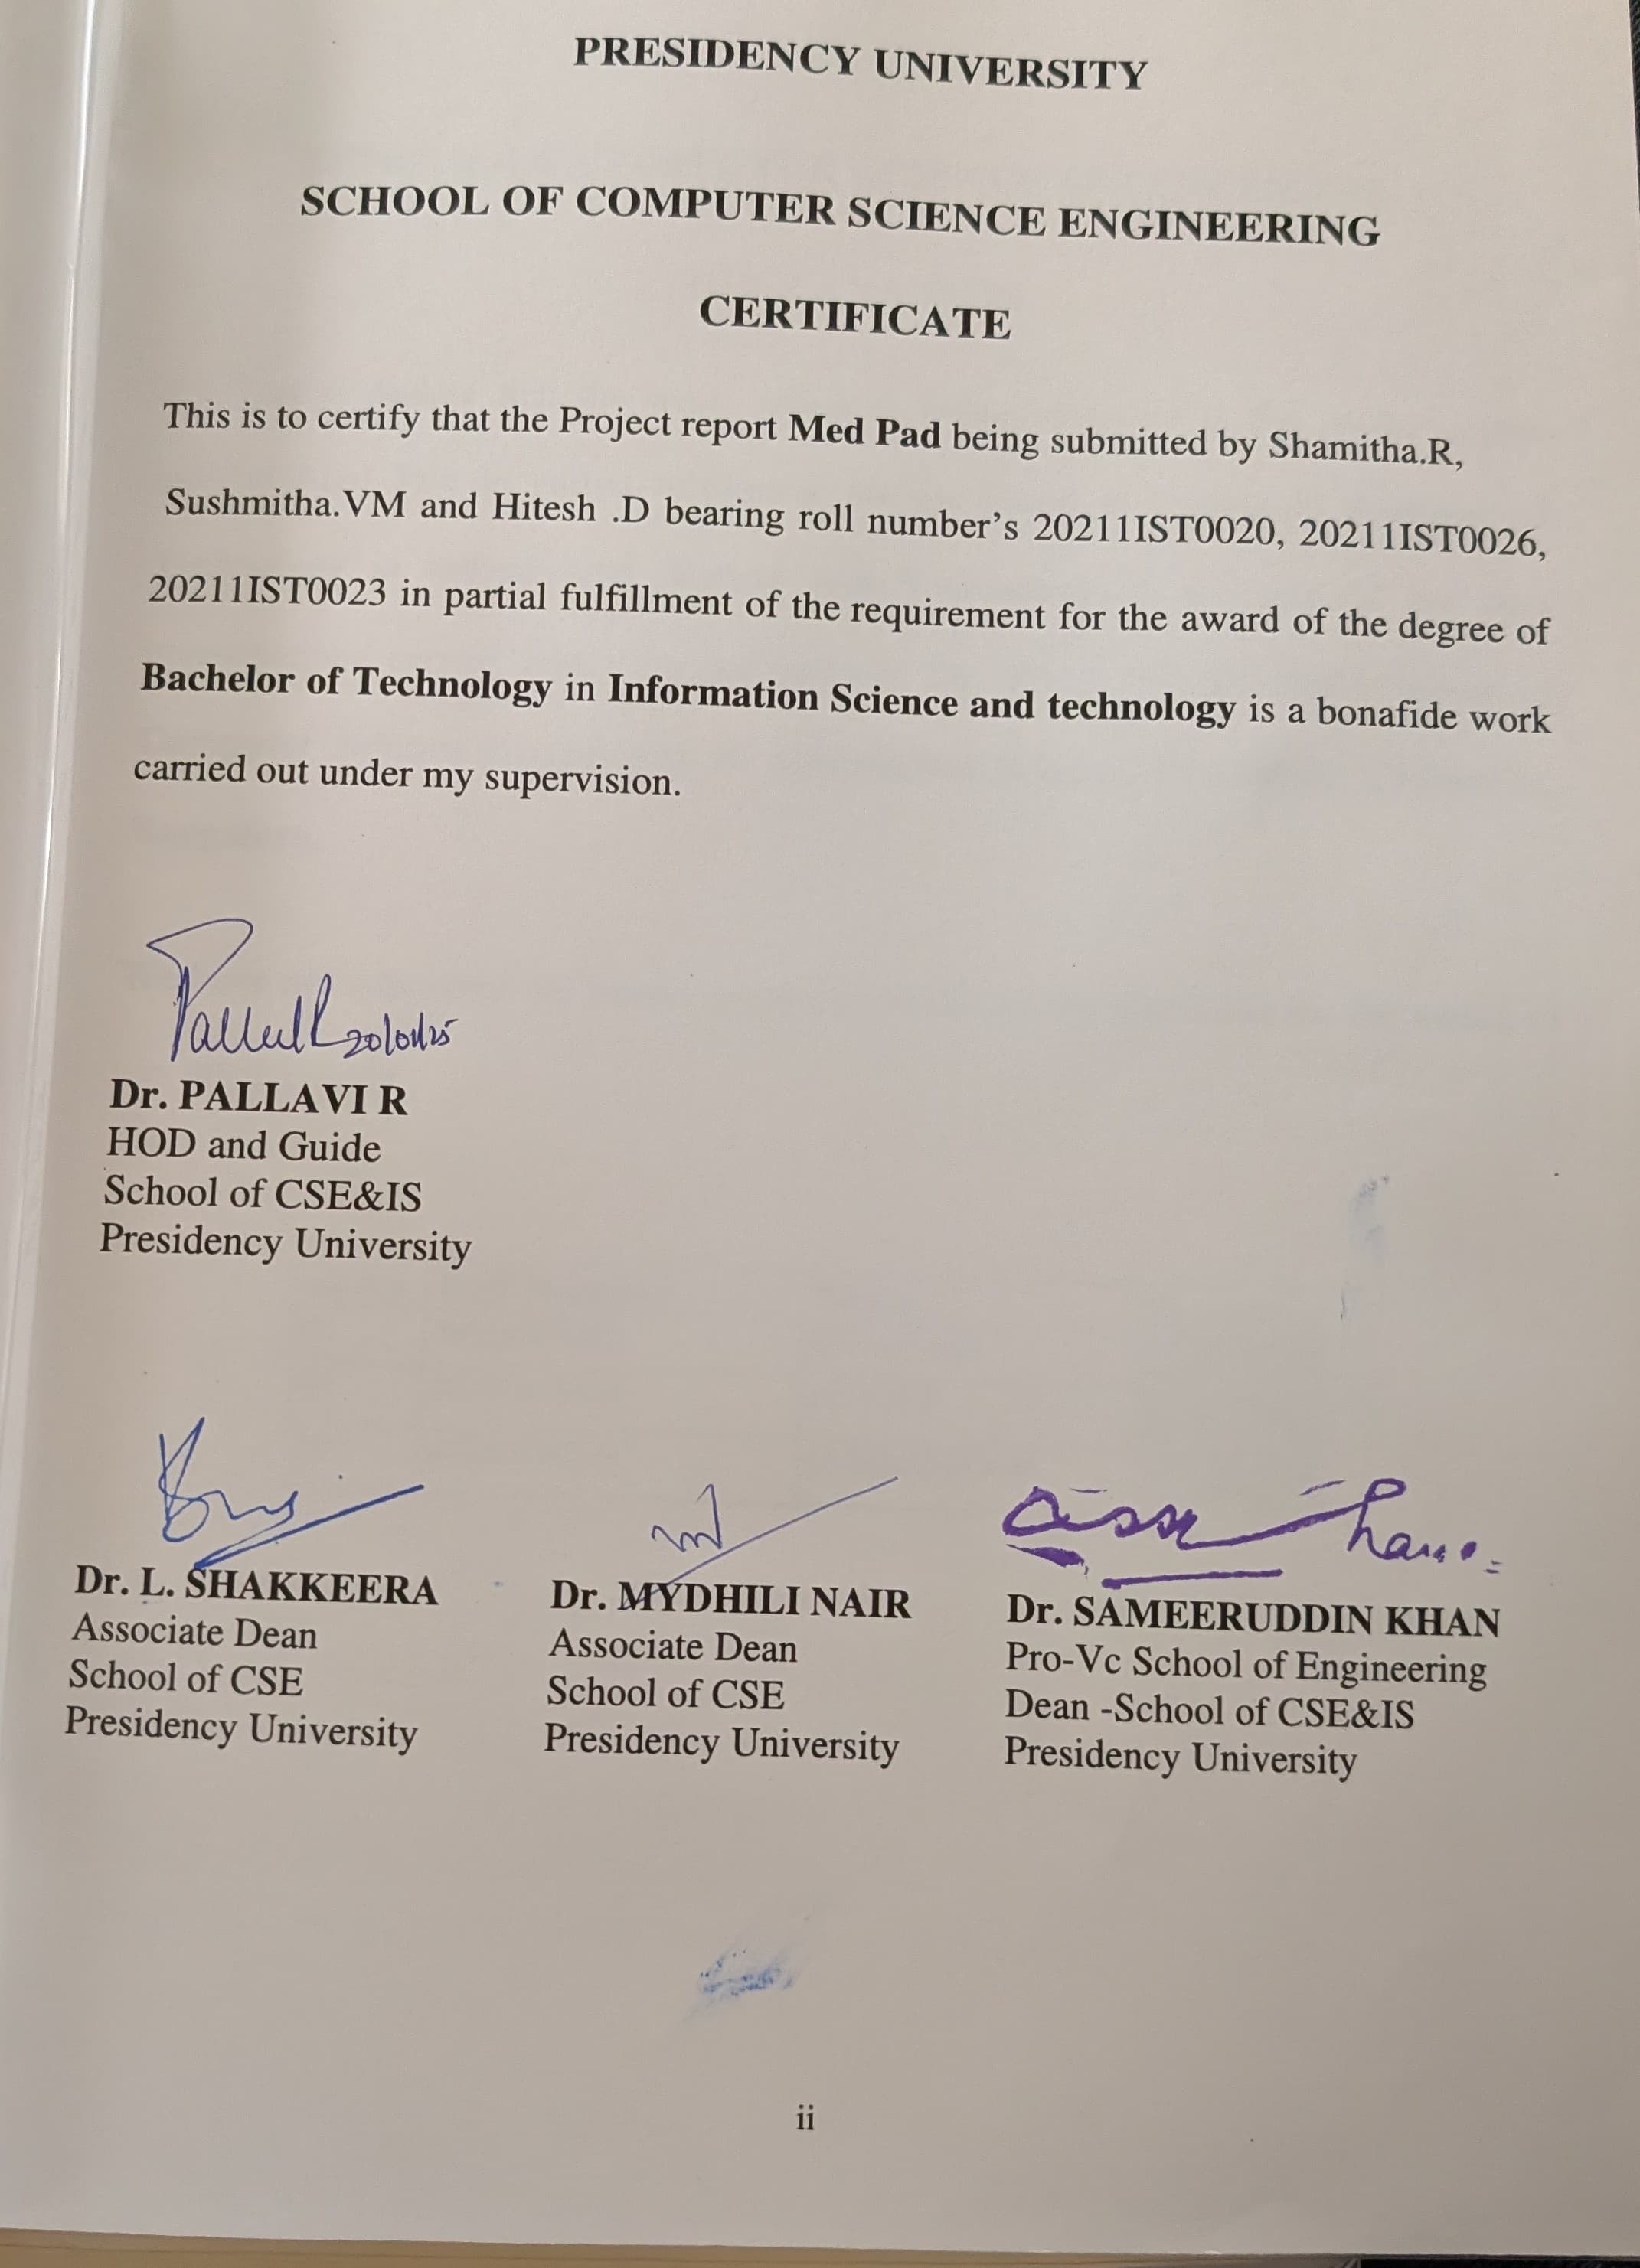 PRESIDENCY UNIVERSITY
SCHOOL OF COMPUTER SCIENCE ENGINEERING
CERTIFICATE
This is to certify that the Project report Med Pad being submitted by Shamitha.R,
Sushmitha.VM and Hitesh .D bearing roll number’s 20211IST0020, 20211IST0026,
20211IST0023 in partial fulfillment of the requirement for the award of the degree of
Bachelor of Technology in Information Science and technology is a bonafide work
carried out under my supervision.
20/01/25
Dr. PALLAVI R
HOD and Guide
School of CSE&IS
Presidency University
Dr. L. SHAKKEERA
Associate Dean
School of CSE
Presidency University
Dr. MYDHILI NAIR
Associate Dean
School of CSE
Presidency University
Dr. SAMEERUDDIN KHAN
Pro-Vc School of Engineering
Dean -School of CSE&IS
Presidency University
ii